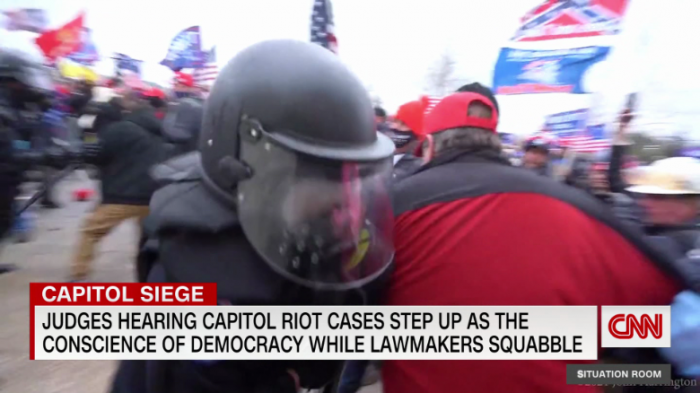 CAPITOL SIEGE
JUDGES HEARING CAPITOL RIOT CASES STEP UP AS THE
CONSCIENCE OF DEMOCRACY WHILE LAWMAKERS SQUABBLE
CNN
SITUATION ROOM